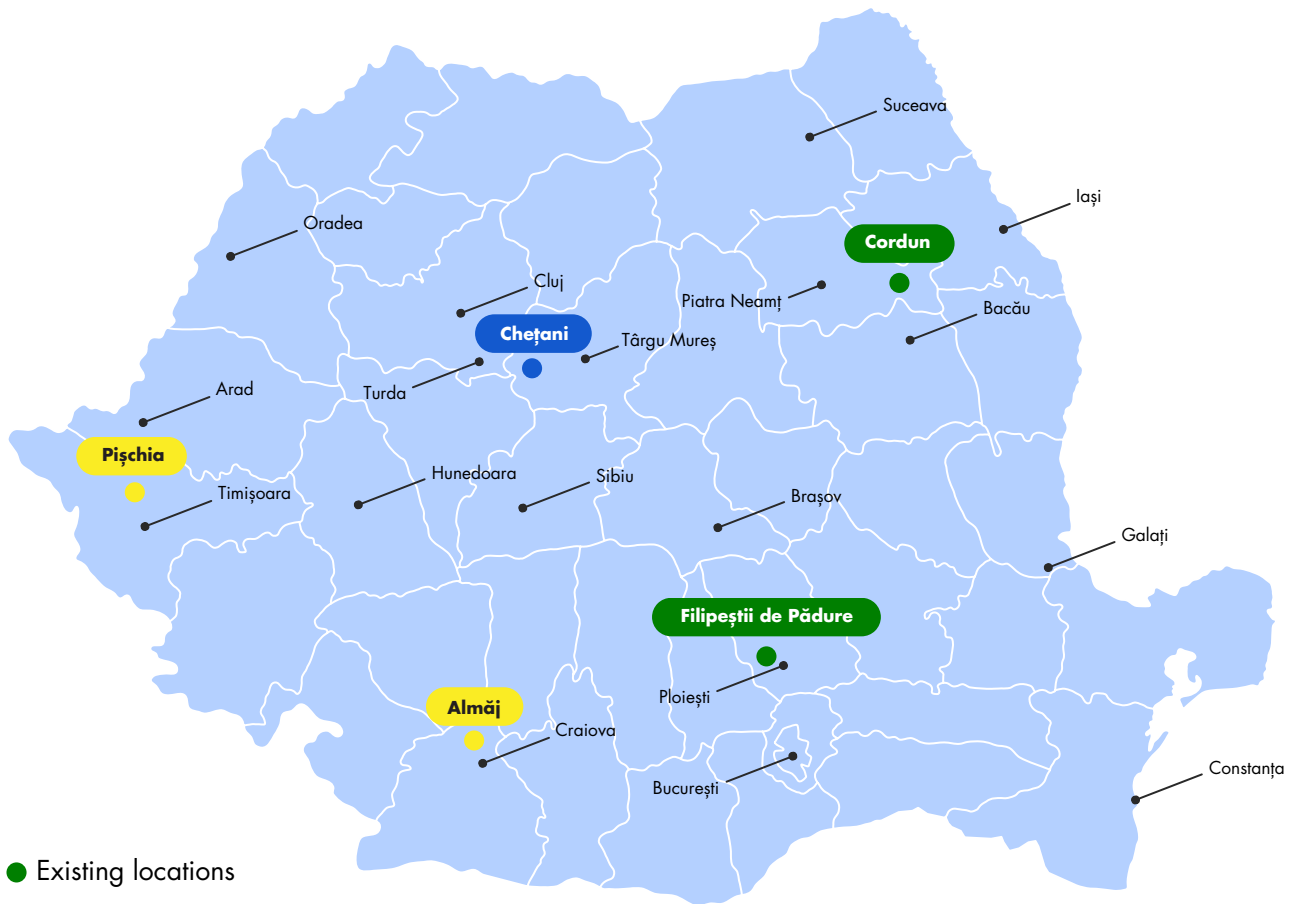 Suceava
Iași
Oradea
Cordun
Cluj
Piatra Neamț
Bacău
Chețani
Târgu Mureș
Turda
Arad
Pișchia
Hunedoara
Sibiu
Timișoara
Brașov
Galați
Filipeștii de Pădure
Ploiești
Almăj
Craiova
București
Constanța
Existing locations